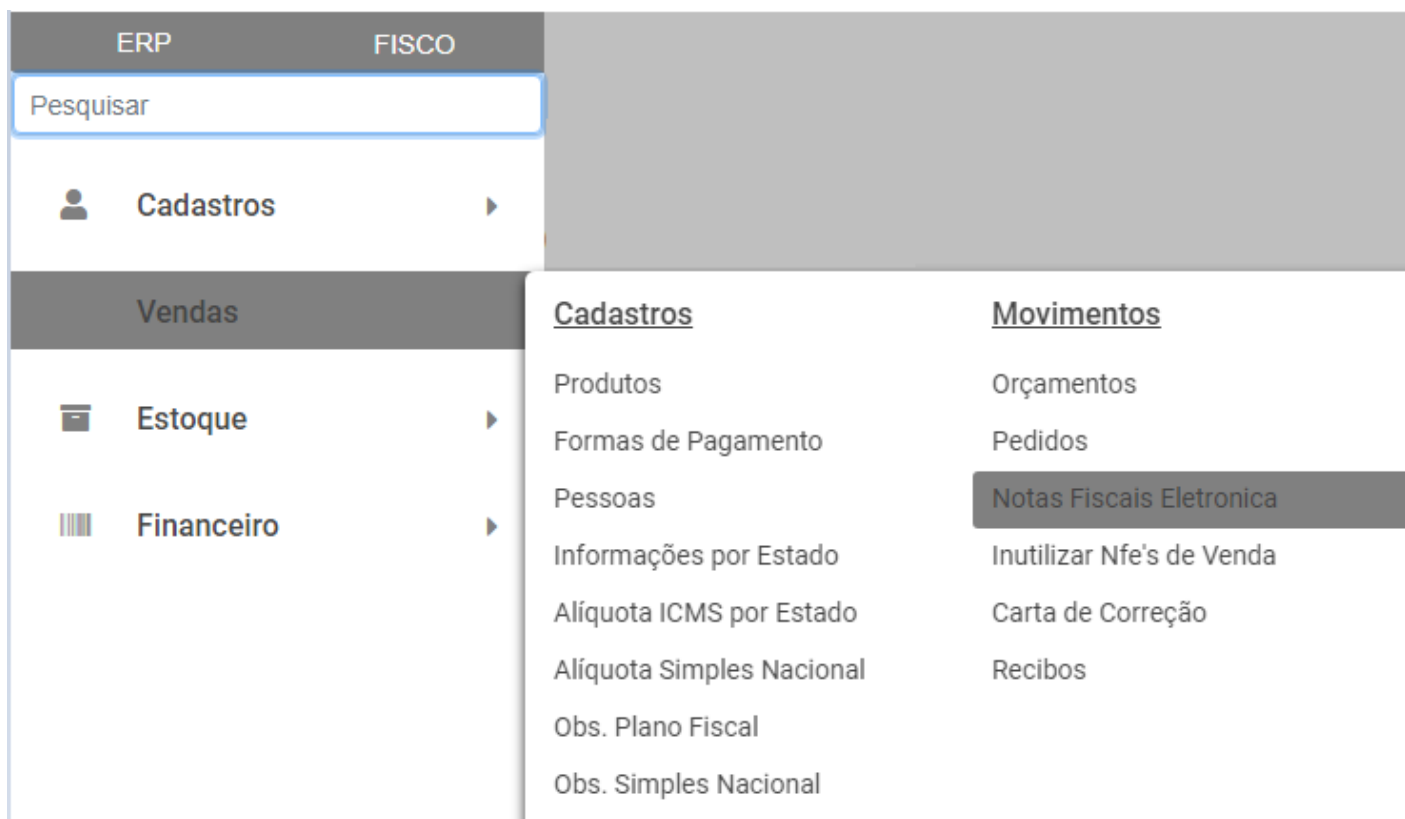 ERP FISCO
Pesquisar
Cadastros
Vendas
Estoque
Financeiro
Cadastros
Produtos
Formas de Pagamento
Pessoas
Informações por Estado
Alíquota ICMS por Estado
Alíquota Simples Nacional
Obs. Plano Fiscal
Obs. Simples Nacional
Movimentos
Orçamentos
Pedidos
Notas Fiscais Eletronica
Inutilizar Nfe's de Venda
Carta de Correção
Recibos